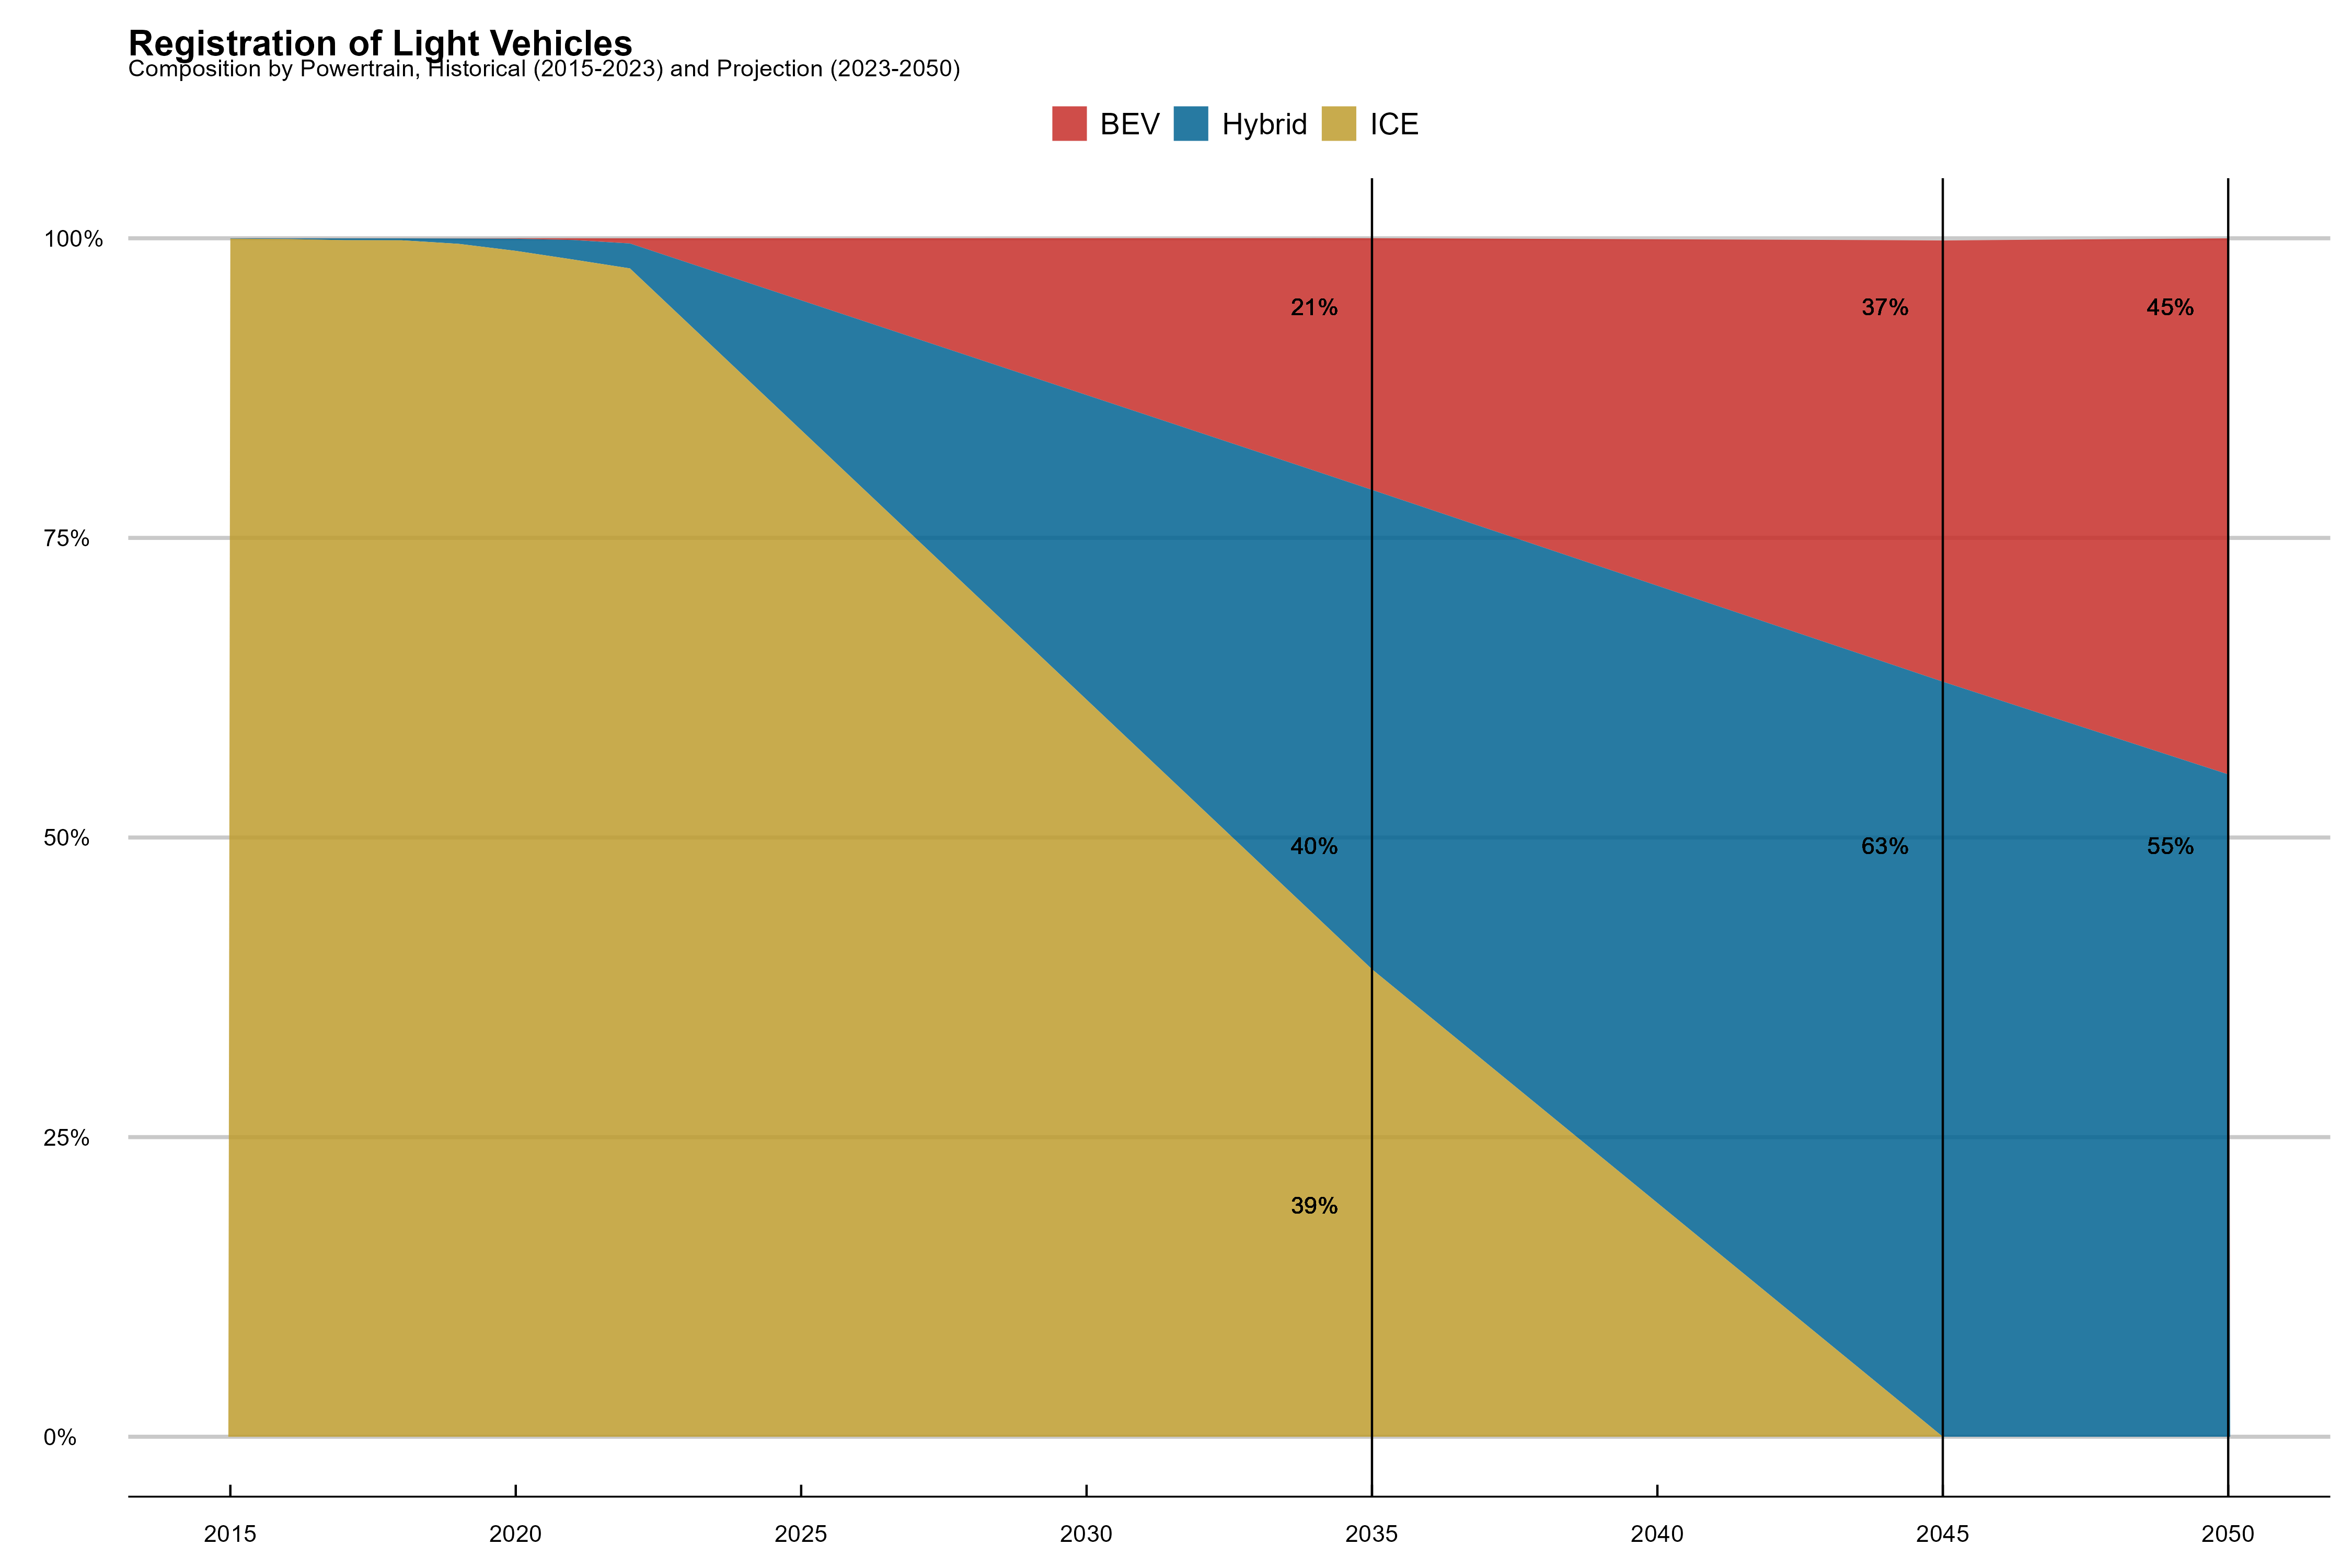 Registration of Light Vehicles
Composition by Powertrain, Historical (2015-2023) and Projection (2023-2050)
BEV Hybrid ICE
100%
21% 37% 45%
75%
50%
40% 63% 55%
25%
39%
0%
2015 2020 2025 2030 2035 2040 2045 2050